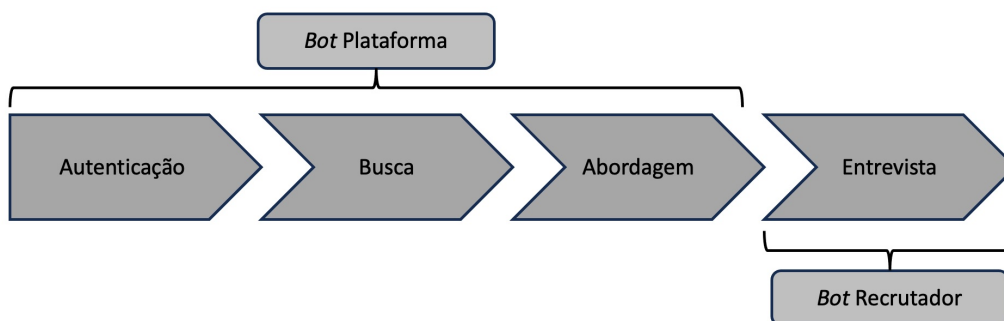 Bot Plataforma
Autenticação
Busca
Abordagem
Entrevista
Bot Recrutador